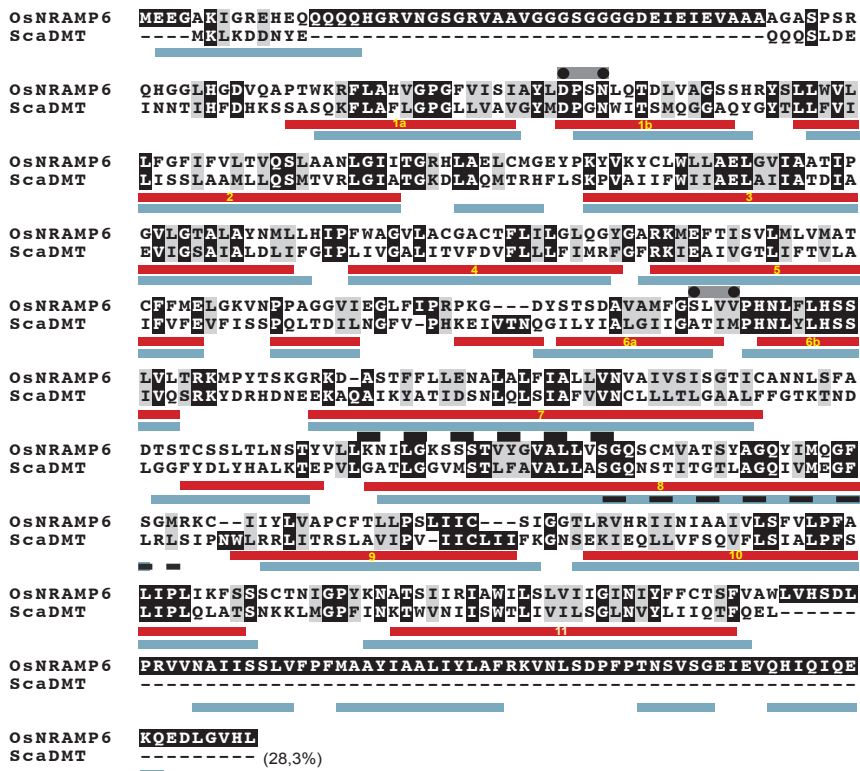 OsNRAMP6 MEEGAKIGREHEQQQQQHGRVNGSGRVAAVGGGSGGGGDEIEIEVAAAAGASPSR
ScaDMT ----MKLKDDNYE-----------------------------------QQQSLDE
OsNRAMP6 QHGGLHGDVQAPTWKRFLAHVGPGFVISIAYLDPSNLQTDLVAGSSHRYSLLWVL
ScaDMT INNTIHFDHKSSASQKFLAFLGPGLLVAVGYMDPGNWITSMQGGAQYGYTLLFVI
1a 1b
OsNRAMP6 LFGFIFVLTVQSLAANLGIITGRHLAELCMGEYPKYVKYCLWLLAELGVIAATIP
ScaDMT LISSLAAMLLQSMTVRLGIATGKDLAQMTRHFLSKPVAIIFWIIAELAIIATDIA
2 3
OsNRAMP6 GVLGTALAYNMLLHIPFWAGVLACGACTFLILGLQGYGARKMEFTISVLMLVMAT
ScaDMT EVIGSAIALDLIFGIPLIVGALITVFDVFLLLFIMRFGFRKIEAIVGTLIFTVLA
4 5
OsNRAMP6 CFFMELGKVNPPAGGVIEGLFIPRPKG---DYSTSDAVAMFGSLVVPHNLFLHSS
ScaDMT IFVFEVFISSPQLTDILNGFV-PHKEIVTNQGILYIALGIIGATIMPHNLYLHSS
6a 6b
OsNRAMP6 LVLTRKMPYTSKGRKD-ASTFFLLENALALFIALLVNVAIVSISGTICANNLSFA
ScaDMT IVQSRKYDRHDNEEKAQAIKYATIDSNLQLSIAFVVNCLLLTLGAALFFGTKTND
7
OsNRAMP6 DTSTCSSLTLNSTYVLLKNILGKSSSTVYGVALLVSGQSCMVATSYAGQYIMQGF
ScaDMT LGGFYDLYHALKTEPVLGATLGGVMSTLFAVALLASGQNSTITGTLAGQIVMEGF
8
OsNRAMP6 SGMRKC--IIYLVAPCFTLLPSLIIC---SIGGTLRVHRIINIAAIVLSFVLPFA
ScaDMT LRLSIPNWLRRLITRSLAVIPV-IICLIIFKGNSEKIEQLLVFSQVFLSIALPFS
9 10
OsNRAMP6 LIPLIKFSSSCTNIGPYKNATSIIRIAWILSLVIIGINIYFFCTSFVAWLVHSDL
ScaDMT LIPLQLATSNKKLMGPFINKTWVNIISWTLIVILSGLNVYLIIQTFQEL------
11
OsNRAMP6 PRVVNAIISSLVFPFMAAYIAALIYLAFRKVNLSDPFPTNSVSGEIEVQHIQIQE
ScaDMT -------------------------------------------------------
OsNRAMP6 KQEDLGVHL
ScaDMT --------- (28,3%)